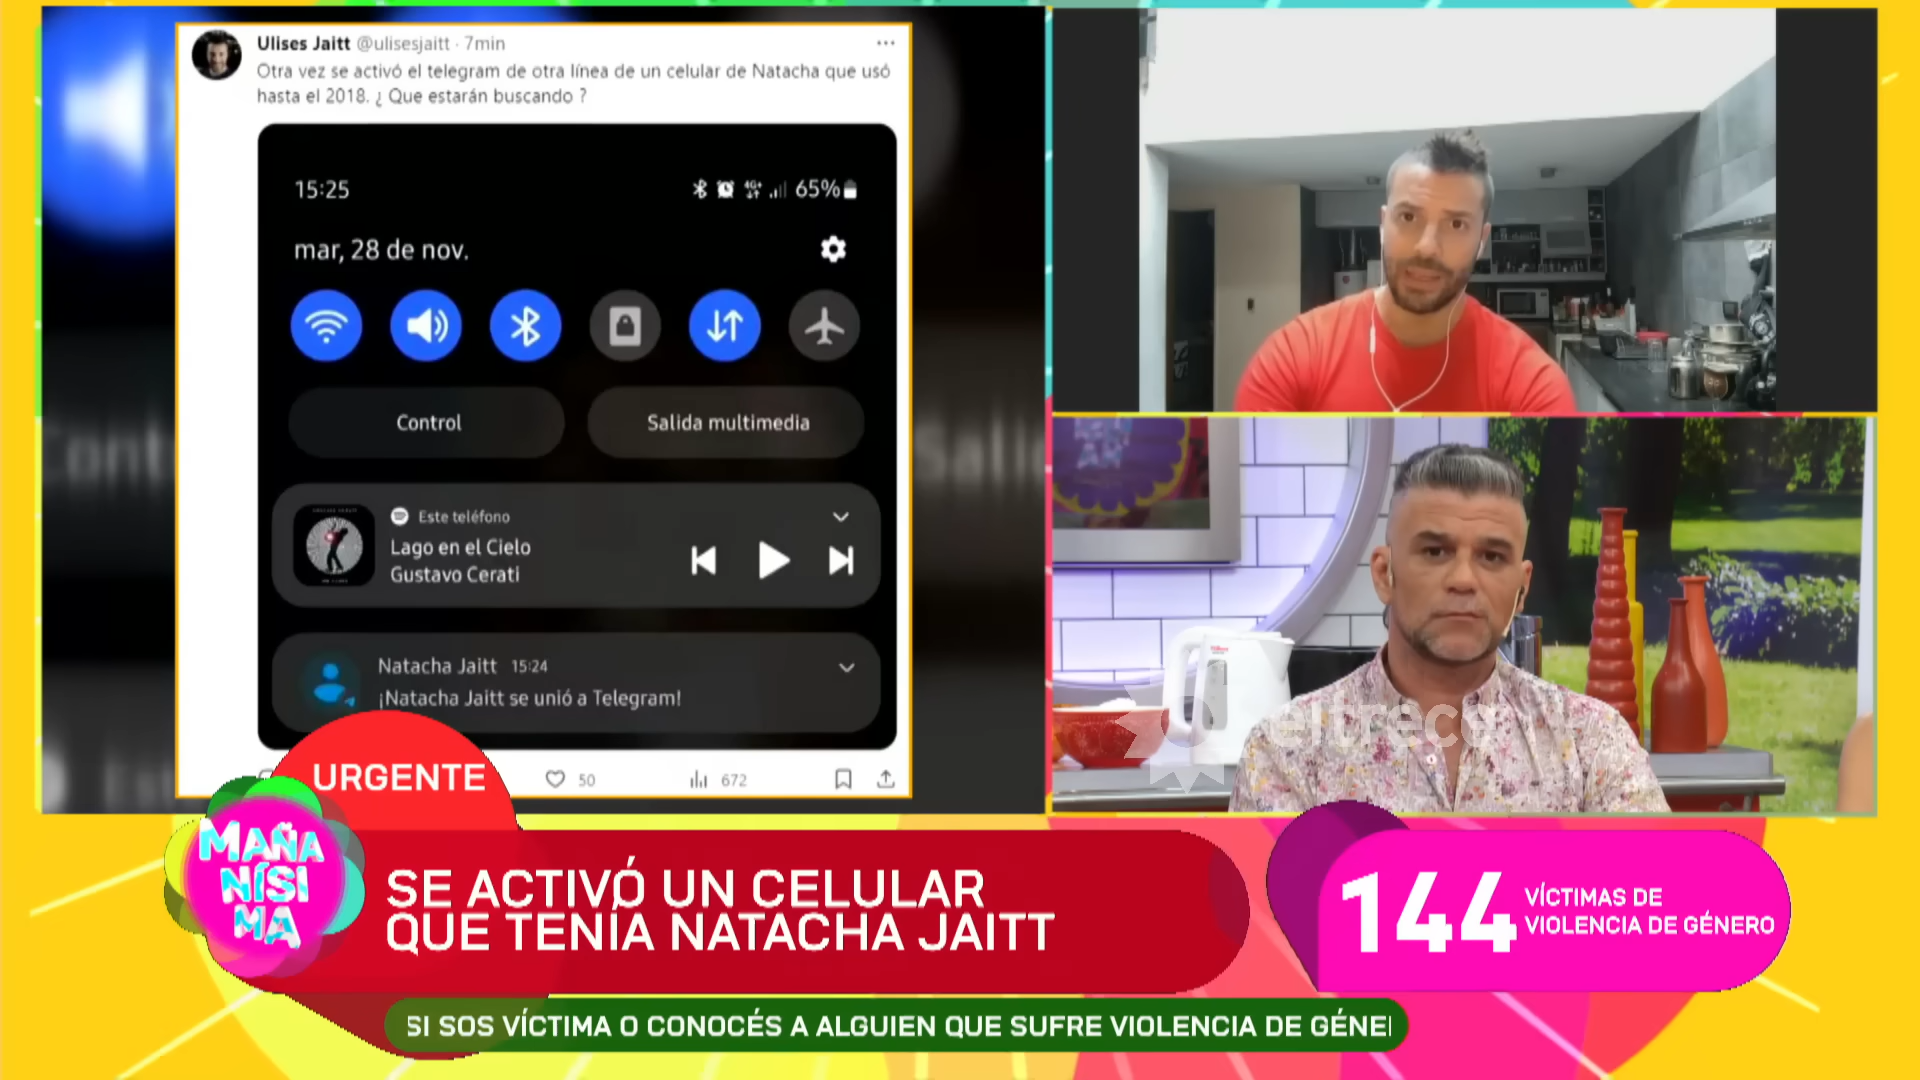 Ulises Jaitt @ulisesjaitt · 7min
Otra vez se activó el telegram de otra línea de un celular de Natacha que usó
hasta el 2018. ¿ Que estarán buscando ?
15:25
4G+
65%
mar, 28 de nov.
Control
Salida multimedia
Este teléfono
Lago en el Cielo
Gustavo Cerati
Natacha Jaitt 15:24
¡Natacha Jaitt se unió a Telegram!
50
672
eltrece
URGENTE
MAÑA
NÍSI
MA
SE ACTIVÓ UN CELULAR
QUE TENÍA NATACHA JAITT
144
VÍCTIMAS DE
VIOLENCIA DE GÉNERO
SI SOS VÍCTIMA O CONOCÉS A ALGUIEN QUE SUFRE VIOLENCIA DE GÉNE